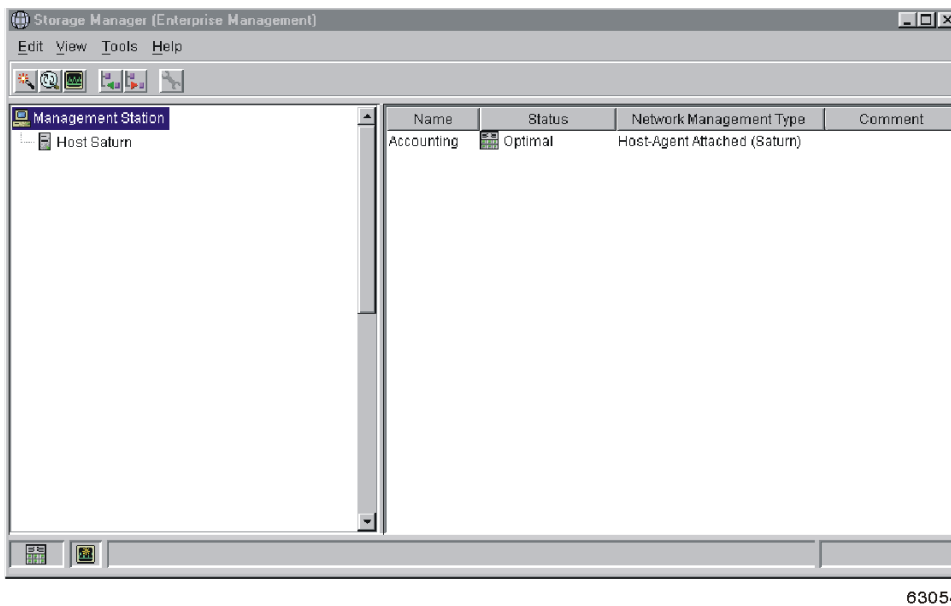 Storage Manager (Enterprise Management)
Edit View Tools Help
Management Station
Host Saturn
Name Status Network Management Type Comment
Accounting Optimal Host-Agent Attached (Saturn)